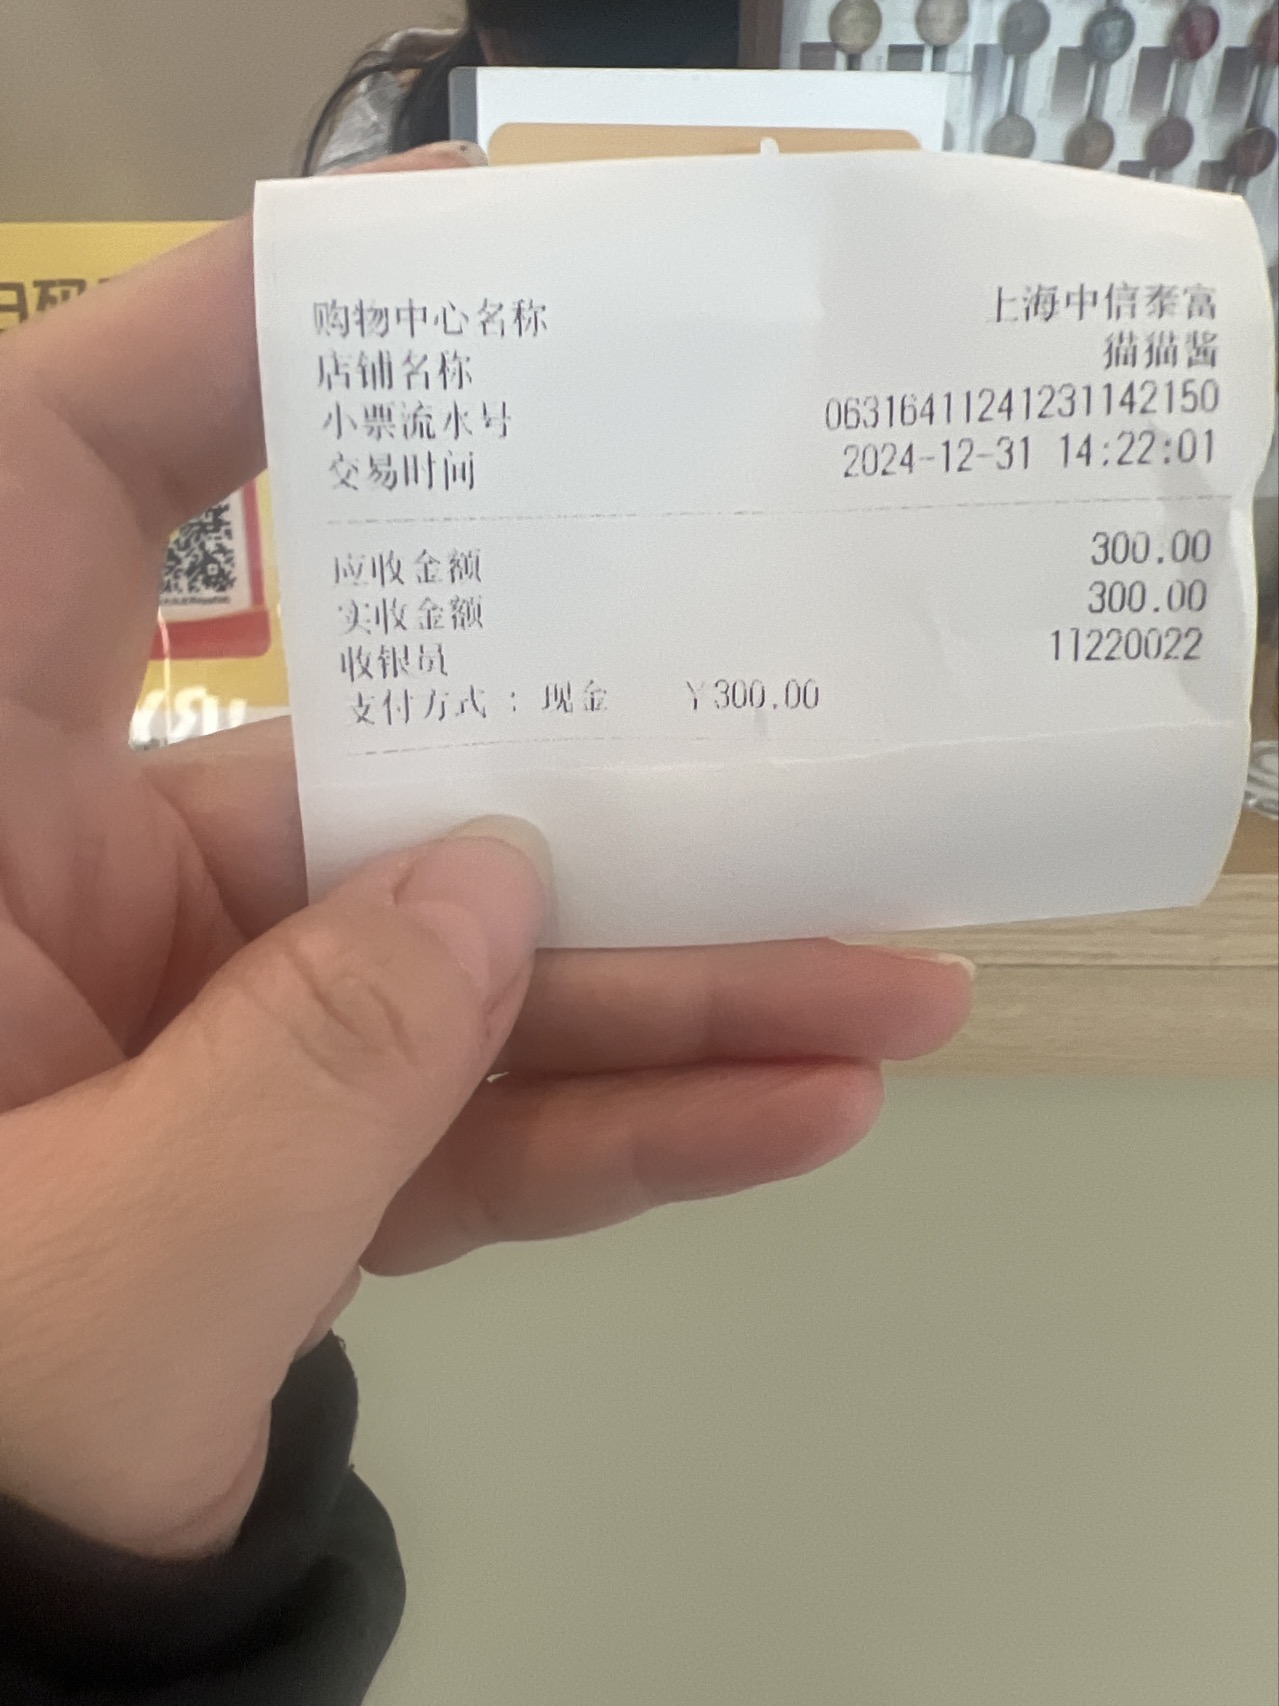 扫码
购物中心名称 上海中信泰富
店铺名称 猫猫酱
小票流水号 06316411241231142150
交易时间 2024-12-31 14:22:01
应收金额 300.00
实收金额 300.00
收银员 11220022
支付方式：现金 ￥300.00